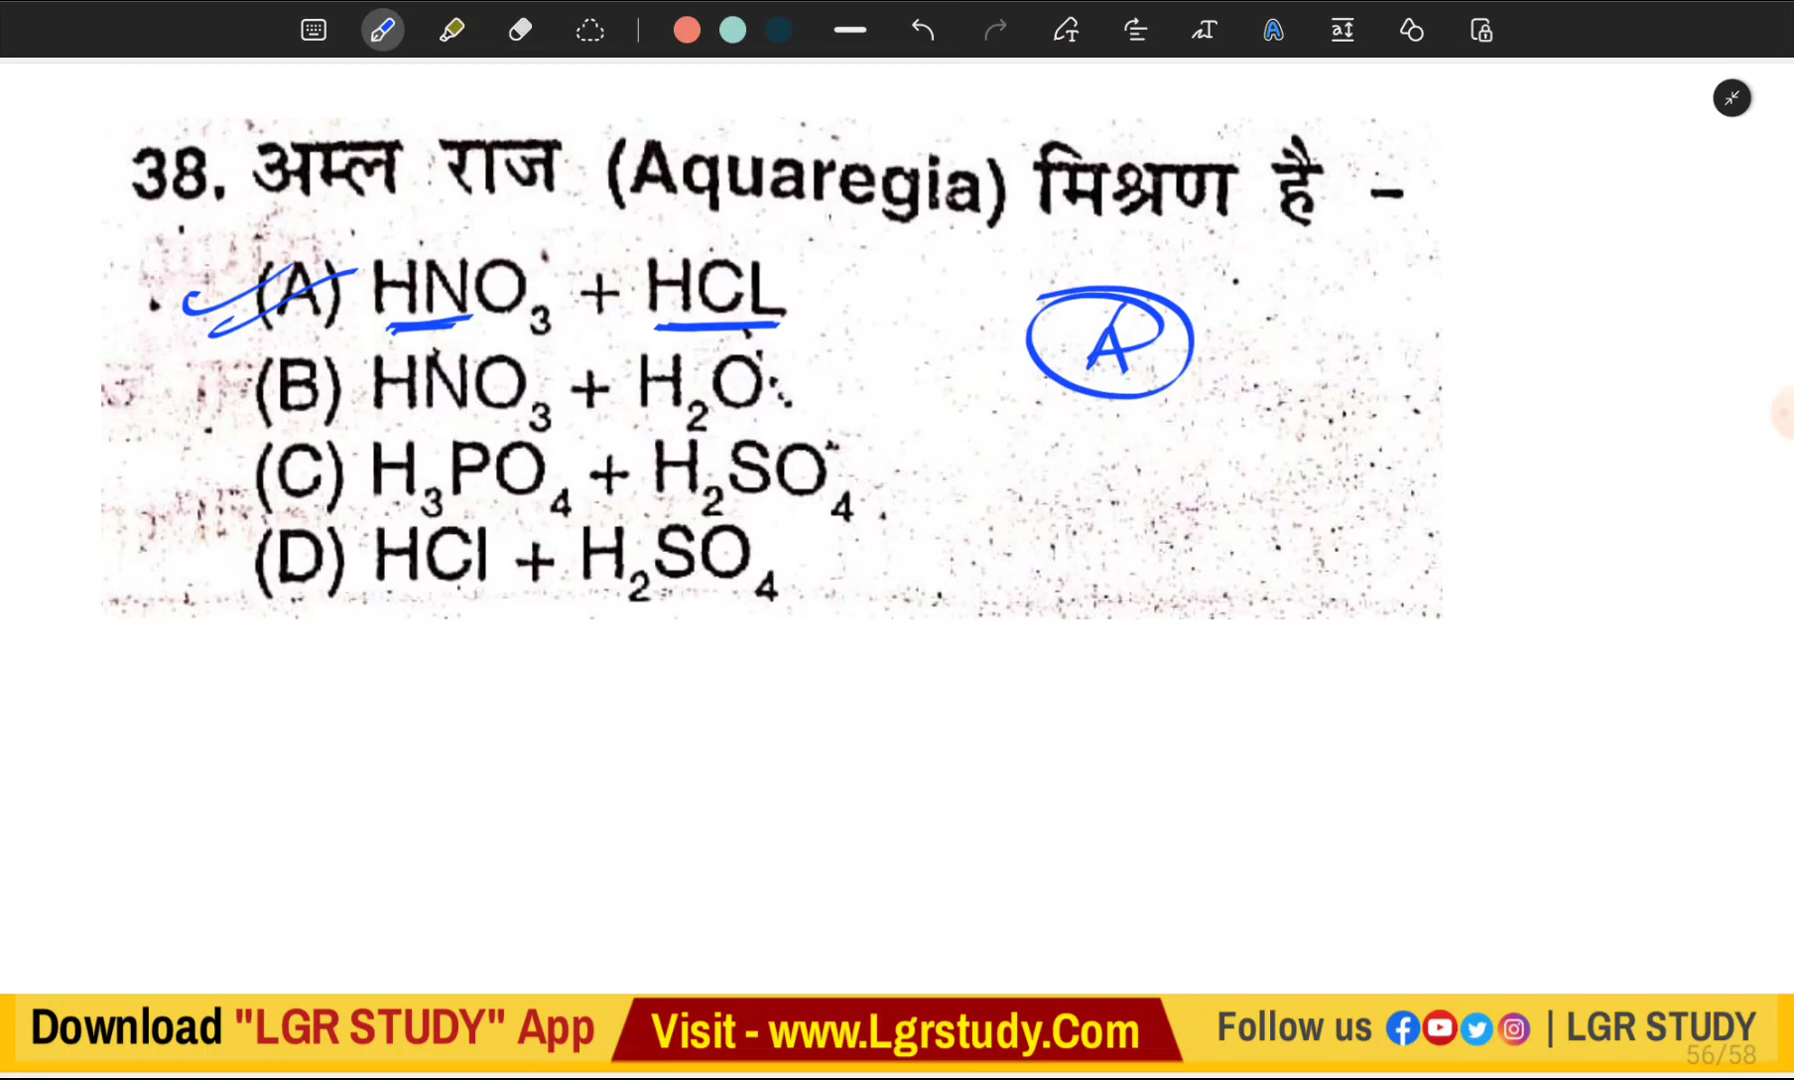 38. अम्ल राज (Aquaregia) मिश्रण है -
(A) HNO₃ + HCL
A
(B) HNO₃ + H₂O
(C) H₃PO₄ + H₂SO₄
(D) HCl + H₂SO₄
Download "LGR STUDY" App
Visit - www.Lgrstudy.Com
Follow us | LGR STUDY
56/58